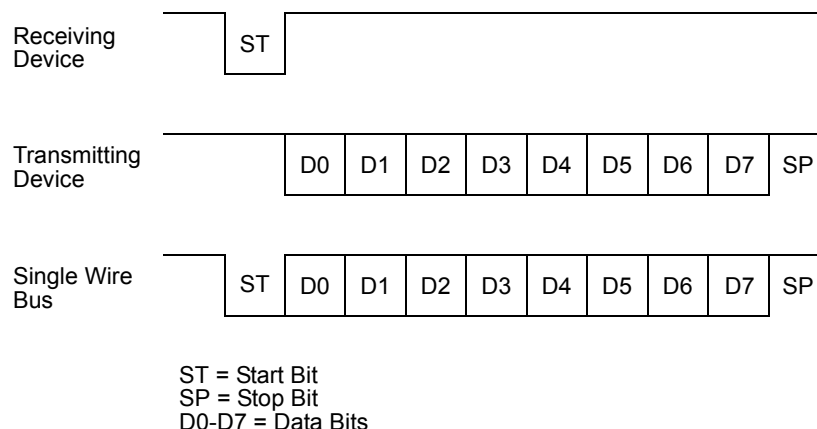 Receiving
Device
ST
Transmitting
Device
D0 D1 D2 D3 D4 D5 D6 D7 SP
Single Wire
Bus
ST D0 D1 D2 D3 D4 D5 D6 D7 SP
ST = Start Bit
SP = Stop Bit
D0-D7 = Data Bits